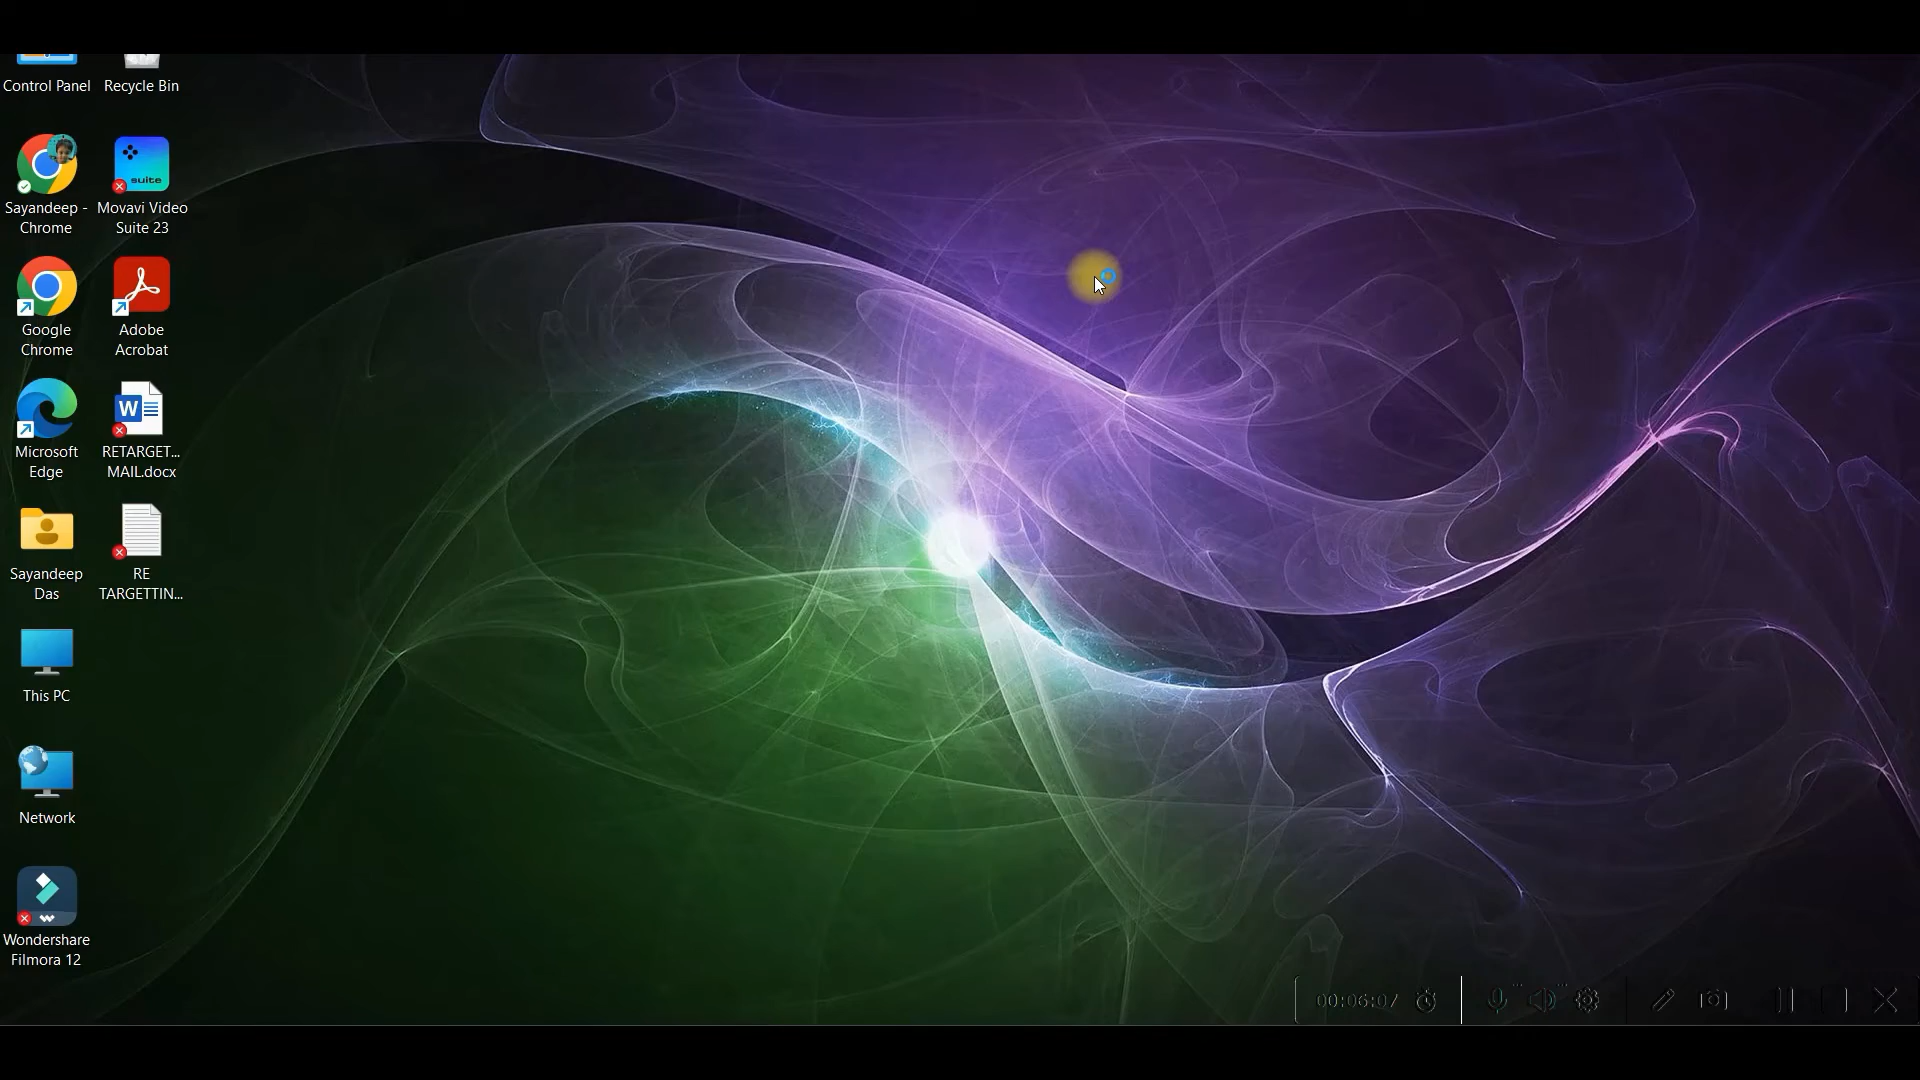 Control Panel
Recycle Bin
Sayandeep -
Chrome
suite
Movavi Video
Suite 23
Google
Chrome
Adobe
Acrobat
Microsoft
Edge
W
RETARGET...
MAIL.docx
Sayandeep
Das
RE
TARGETTIN...
This PC
Network
Wondershare
Filmora 12
00:06:07